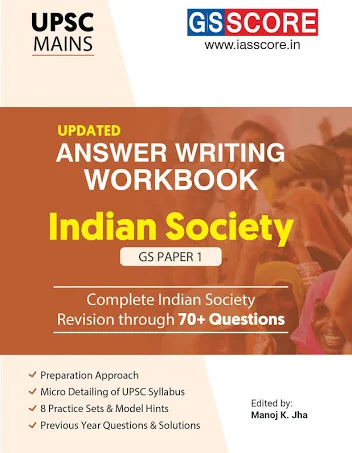 UPSC
MAINS
GSSCORE
www.iasscore.in
UPDATED
ANSWER WRITING
WORKBOOK
Indian Society
GS PAPER 1
Complete Indian Society
Revision through 70+ Questions
✓ Preparation Approach
✓ Micro Detailing of UPSC Syllabus
✓ 8 Practice Sets & Model Hints
✓ Previous Year Questions & Solutions
Edited by:
Manoj K. Jha